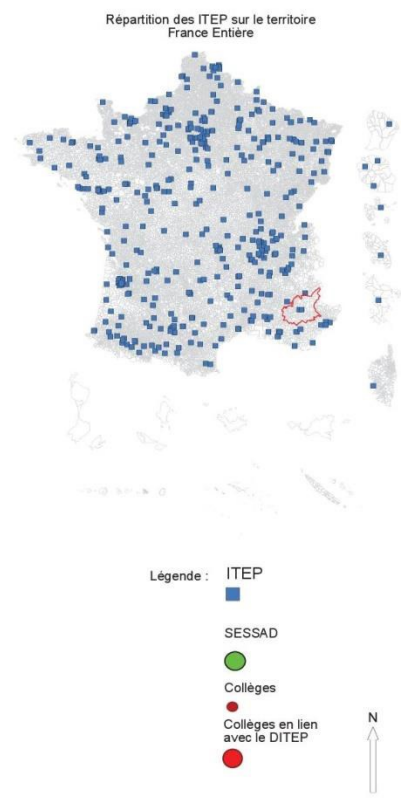 Répartition des ITEP sur le territoire
France Entière
Légende :
ITEP
SESSAD
Collèges
Collèges en lien
avec le DITEP
N